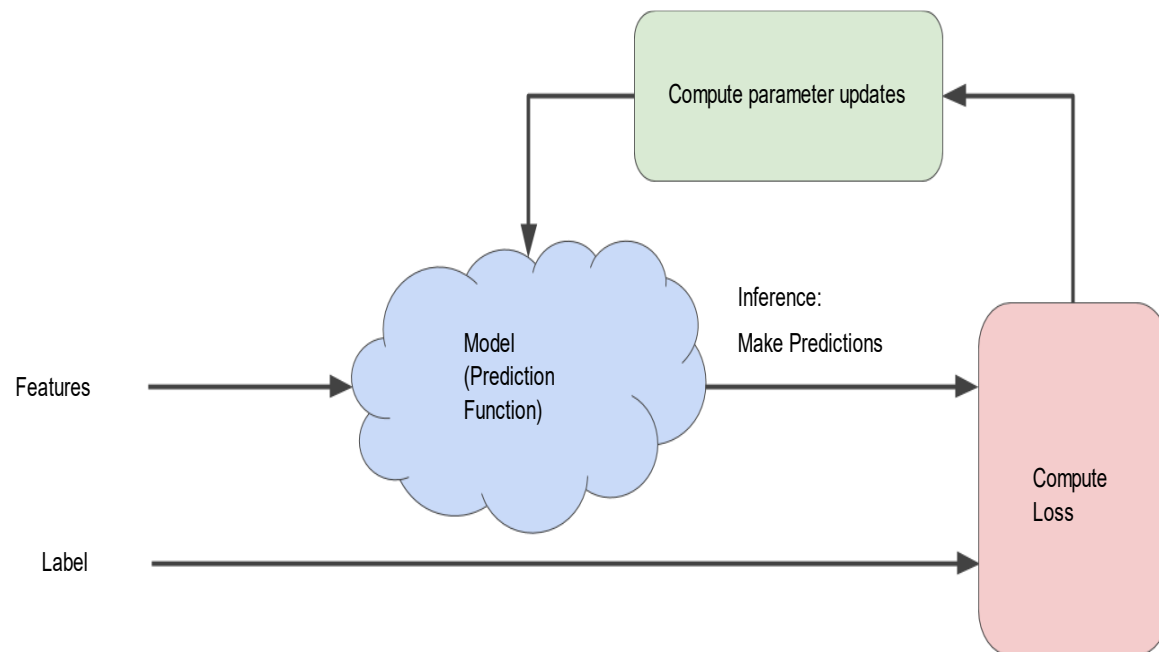 Compute parameter updates
Inference:
Make Predictions
Model
(Prediction
Function)
Features
Compute
Loss
Label